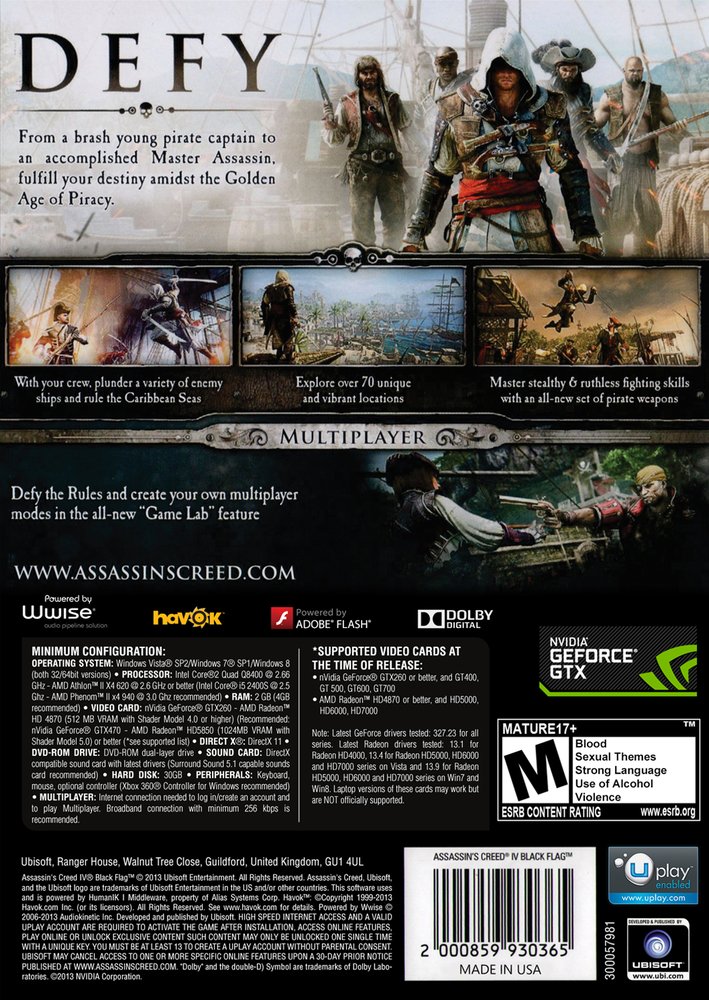 DEFY
From a brash young pirate captain to
an accomplished Master Assassin,
fulfill your destiny amidst the Golden
Age of Piracy.
With your crew, plunder a variety of enemy
ships and rule the Caribbean Seas
Explore over 70 unique
and vibrant locations
Master stealthy & ruthless fighting skills
with an all-new set of pirate weapons
MULTIPLAYER
Defy the Rules and create your own multiplayer
modes in the all-new "Game Lab" feature
WWW.ASSASSINSCREED.COM
Powered by
Wwise®
audio pipeline solution
havOK™
Powered by
ADOBE® FLASH®
DOLBY
DIGITAL
MINIMUM CONFIGURATION:
OPERATING SYSTEM: Windows Vista® SP2/Windows 7® SP1/Windows 8
(both 32/64bit versions) • PROCESSOR: Intel Core®2 Quad Q8400 @ 2.66
GHz - AMD Athlon™ II X4 620 @ 2.6 GHz or better (Intel Core® i5 2400S @ 2.5
Ghz - AMD Phenom™ II x4 940 @ 3.0 Ghz recommended) • RAM: 2 GB (4GB
recommended) • VIDEO CARD: nVidia GeForce® GTX260 - AMD Radeon™
HD 4870 (512 MB VRAM with Shader Model 4.0 or higher) (Recommended:
nVidia GeForce® GTX470 - AMD Radeon™ HD5850 (1024MB VRAM with
Shader Model 5.0) or better (*see supported list) • DIRECT X®: DirectX 11 •
DVD-ROM DRIVE: DVD-ROM dual-layer drive • SOUND CARD: DirectX
compatible sound card with latest drivers (Surround Sound 5.1 capable sounds
card recommended) • HARD DISK: 30GB • PERIPHERALS: Keyboard,
mouse, optional controller (Xbox 360® Controller for Windows recommended)
• MULTIPLAYER: Internet connection needed to log in/create an account and
to play Multiplayer. Broadband connection with minimum 256 kbps is
recommended.
*SUPPORTED VIDEO CARDS AT
THE TIME OF RELEASE:
• nVidia GeForce® GTX260 or better, and GT400,
GT 500, GT600, GT700
• AMD Radeon™ HD4870 or better, and HD5000,
HD6000, HD7000
Note: Latest GeForce drivers tested: 327.23 for all
series. Latest Radeon drivers tested: 13.1 for
Radeon HD4000, 13.4 for Radeon HD5000, HD6000
and HD7000 series on Vista and 13.9 for Radeon
HD5000, HD6000 and HD7000 series on Win7 and
Win8. Laptop versions of these cards may work but
are NOT officially supported.
NVIDIA®
GEFORCE®
GTX
MATURE 17+ ™
M
Blood
Sexual Themes
Strong Language
Use of Alcohol
Violence
ESRB CONTENT RATING www.esrb.org
Ubisoft, Ranger House, Walnut Tree Close, Guildford, United Kingdom, GU1 4UL
Assassin's Creed IV® Black Flag™ © 2013 Ubisoft Entertainment. All Rights Reserved. Assassin's Creed, Ubisoft,
and the Ubisoft logo are trademarks of Ubisoft Entertainment in the US and/or other countries. This software uses
and is powered by HumanIK I Middleware, property of Alias Systems Corp. Havok™: ©Copyright 1999-2013
Havok.com Inc. (or its licensors). All Rights Reserved. See www.havok.com for details. Powered by Wwise ©
2006-2013 Audiokinetic Inc. Developed and published by Ubisoft. HIGH SPEED INTERNET ACCESS AND A VALID
UPLAY ACCOUNT ARE REQUIRED TO ACTIVATE THE GAME AFTER INSTALLATION, ACCESS ONLINE FEATURES,
PLAY ONLINE OR UNLOCK EXCLUSIVE CONTENT SUCH CONTENT MAY ONLY BE UNLOCKED ONE SINGLE TIME
WITH A UNIQUE KEY. YOU MUST BE AT LEAST 13 TO CREATE A UPLAY ACCOUNT WITHOUT PARENTAL CONSENT.
UBISOFT MAY CANCEL ACCESS TO ONE OR MORE SPECIFIC ONLINE FEATURES UPON A 30-DAY PRIOR NOTICE
PUBLISHED AT WWW.ASSASSINSCREED.COM. "Dolby" and the double-D) Symbol are trademarks of Dolby Labo-
ratories. ©2013 NVIDIA Corporation.
ASSASSIN'S CREED® IV BLACK FLAG™
2 000859 930365
MADE IN USA
300057981
U play
enabled
www.uplay.com
DEVELOPED & PUBLISHED BY
UBISOFT
www.ubi.com